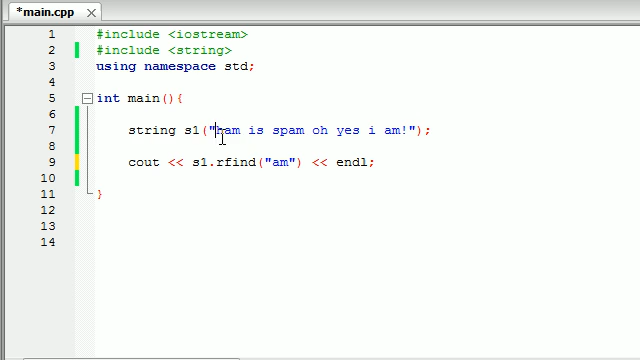 *main.cpp X
1 #include <iostream>
2 #include <string>
3 using namespace std;
4
5 int main(){
6
7 string s1("ham is spam oh yes i am!");
8
9 cout << s1.rfind("am") << endl;
10
11 }
12
13
14